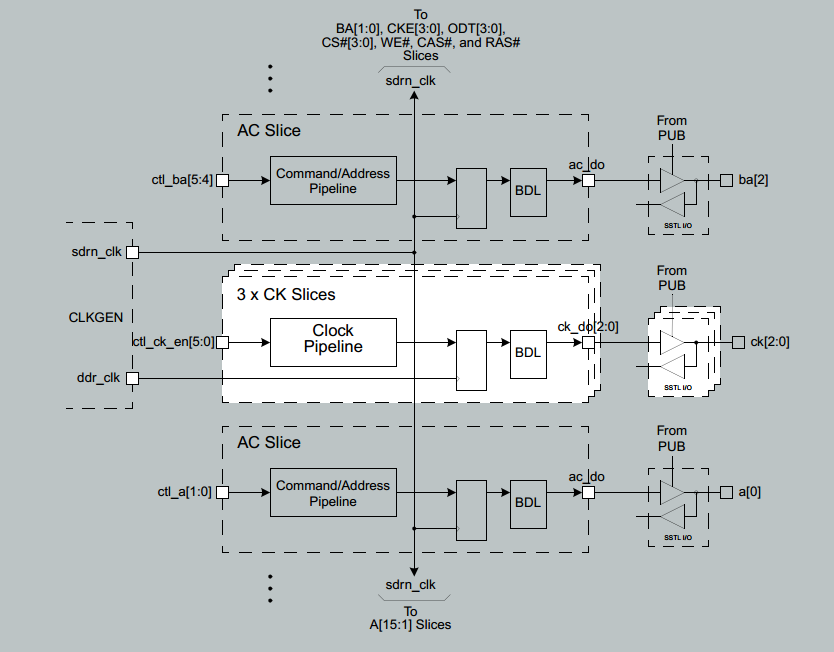 To
BA[1:0], CKE[3:0], ODT[3:0],
CS#[3:0], WE#, CAS#, and RAS#
Slices
sdrn_clk
AC Slice
From
PUB
ctl_ba[5:4]
Command/Address
Pipeline
BDL
ac_do
ba[2]
SSTL I/O
sdrn_clk
CLKGEN
3 x CK Slices
From
PUB
ctl_ck_en[5:0]
Clock
Pipeline
BDL
ck_do[2:0]
ck[2:0]
SSTL I/O
ddr_clk
AC Slice
From
PUB
ctl_a[1:0]
Command/Address
Pipeline
BDL
ac_do
a[0]
SSTL I/O
sdrn_clk
To
A[15:1] Slices